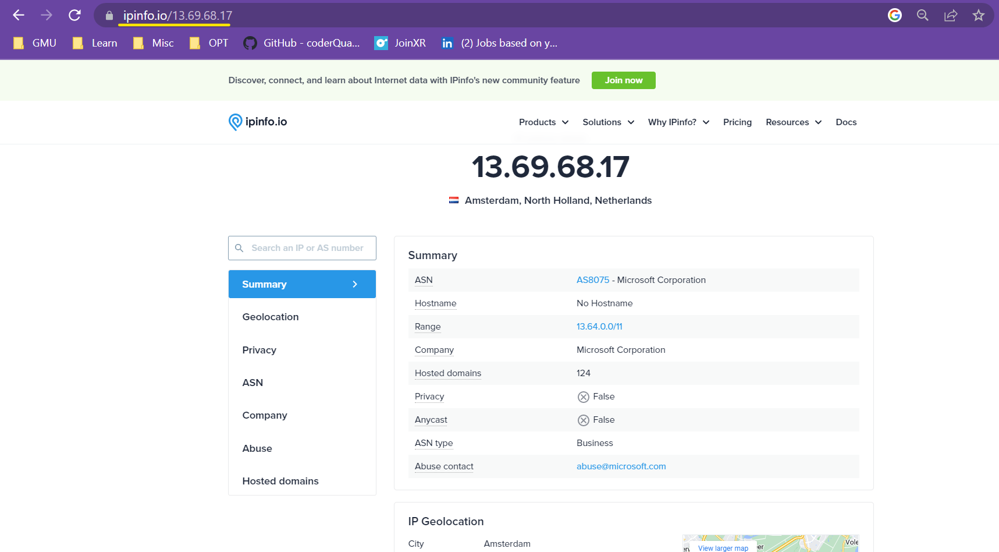 ipinfo.io/13.69.68.17
GMU Learn Misc OPT GitHub - coderQua... JoinXR (2) Jobs based on y...
Discover, connect, and learn about Internet data with IPinfo's new community feature Join now
ipinfo.io Products Solutions Why IPinfo? Pricing Resources Docs
13.69.68.17
Amsterdam, North Holland, Netherlands
Search an IP or AS number
Summary
Geolocation
Privacy
ASN
Company
Abuse
Hosted domains
Summary
ASN AS8075 - Microsoft Corporation
Hostname No Hostname
Range 13.64.0.0/11
Company Microsoft Corporation
Hosted domains 124
Privacy False
Anycast False
ASN type Business
Abuse contact abuse@microsoft.com
IP Geolocation
City Amsterdam
View larger map